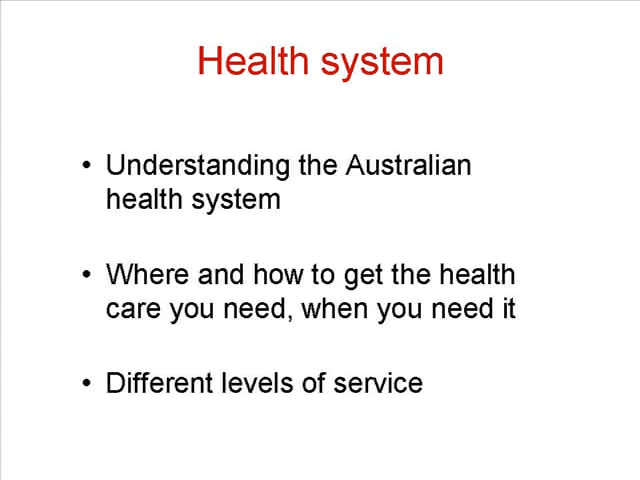 Health system
• Understanding the Australian
health system
• Where and how to get the health
care you need, when you need it
• Different levels of service